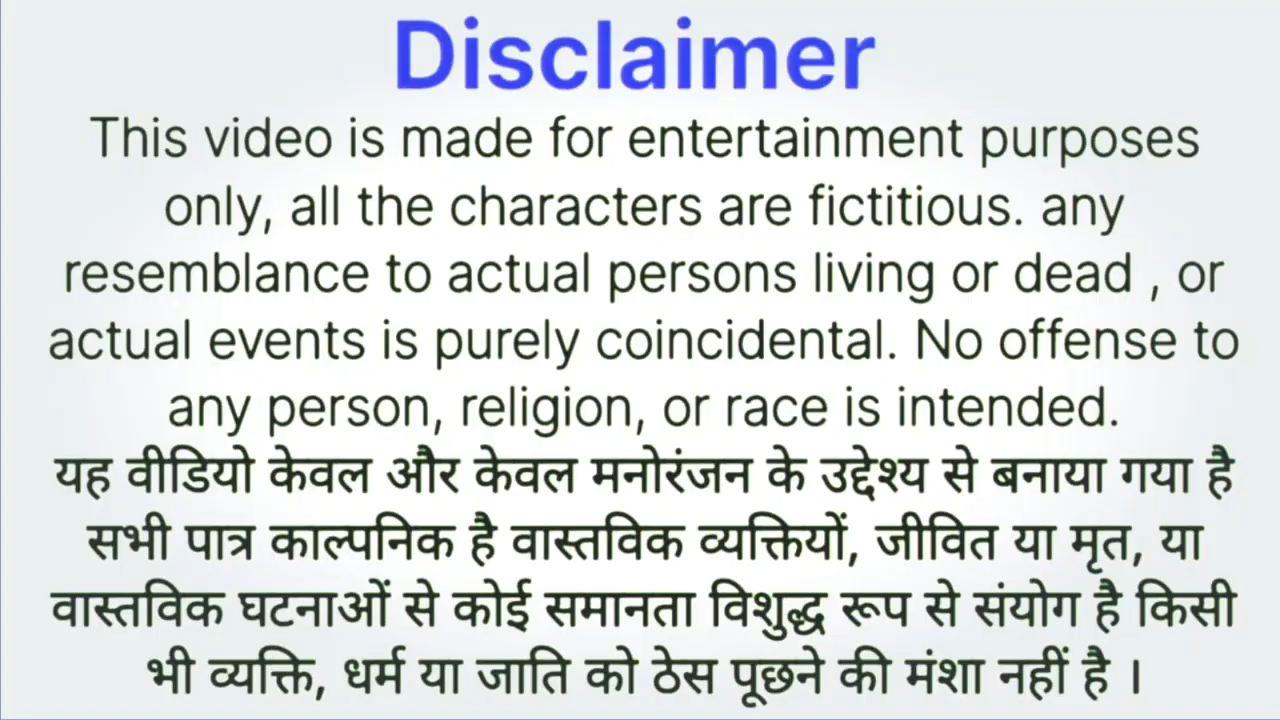 Disclaimer
This video is made for entertainment purposes
only, all the characters are fictitious. any
resemblance to actual persons living or dead , or
actual events is purely coincidental. No offense to
any person, religion, or race is intended.
यह वीडियो केवल और केवल मनोरंजन के उद्देश्य से बनाया गया है
सभी पात्र काल्पनिक है वास्तविक व्यक्तियों, जीवित या मृत, या
वास्तविक घटनाओं से कोई समानता विशुद्ध रूप से संयोग है किसी
भी व्यक्ति, धर्म या जाति को ठेस पूछने की मंशा नहीं है ।